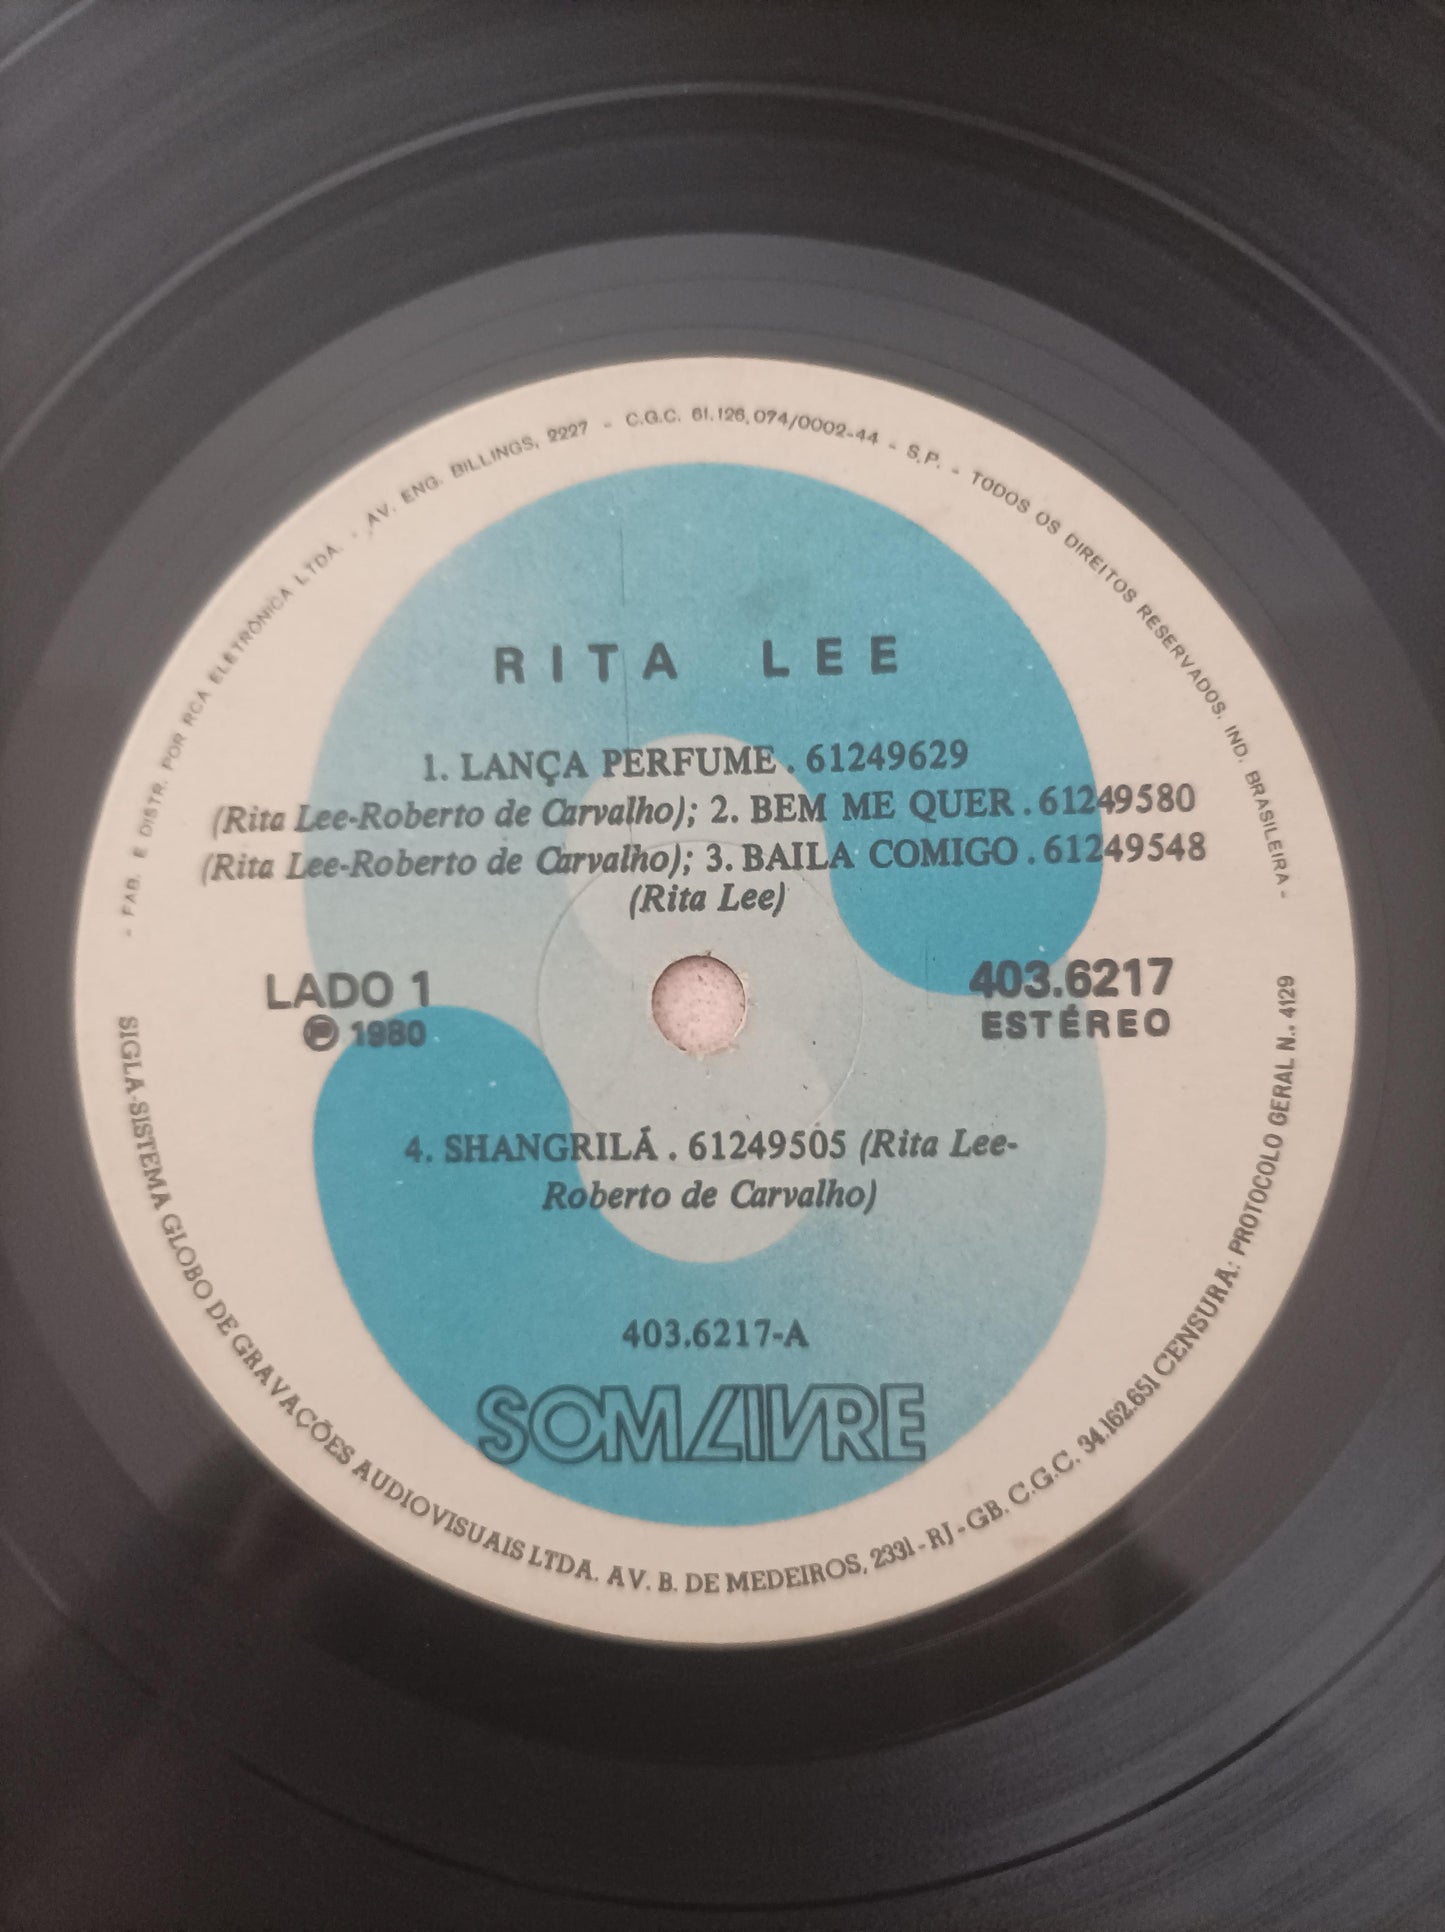 - FAB. E DISTR. POR RCA ELETRÔNICA LTDA. - AV. ENG. BILLINGS, 2227 - C.G.C. 61.126.074/0002-44 - S.P. - TODOS OS DIREITOS RESERVADOS. IND. BRASILEIRA -
RITA LEE
1. LANÇA PERFUME . 61249629
(Rita Lee-Roberto de Carvalho); 2. BEM ME QUER . 61249580
(Rita Lee-Roberto de Carvalho); 3. BAILA COMIGO . 61249548
(Rita Lee)
LADO 1
Ⓟ 1980
403.6217
ESTÉREO
4. SHANGRILÁ . 61249505 (Rita Lee-
Roberto de Carvalho)
403.6217-A
SOM LIVRE
SIGLA-SISTEMA GLOBO DE GRAVAÇÕES AUDIOVISUAIS LTDA. AV. B. DE MEDEIROS, 2331 - RJ - GB. C.G.C. 34.162.651 CENSURA: PROTOCOLO GERAL N.. 4129